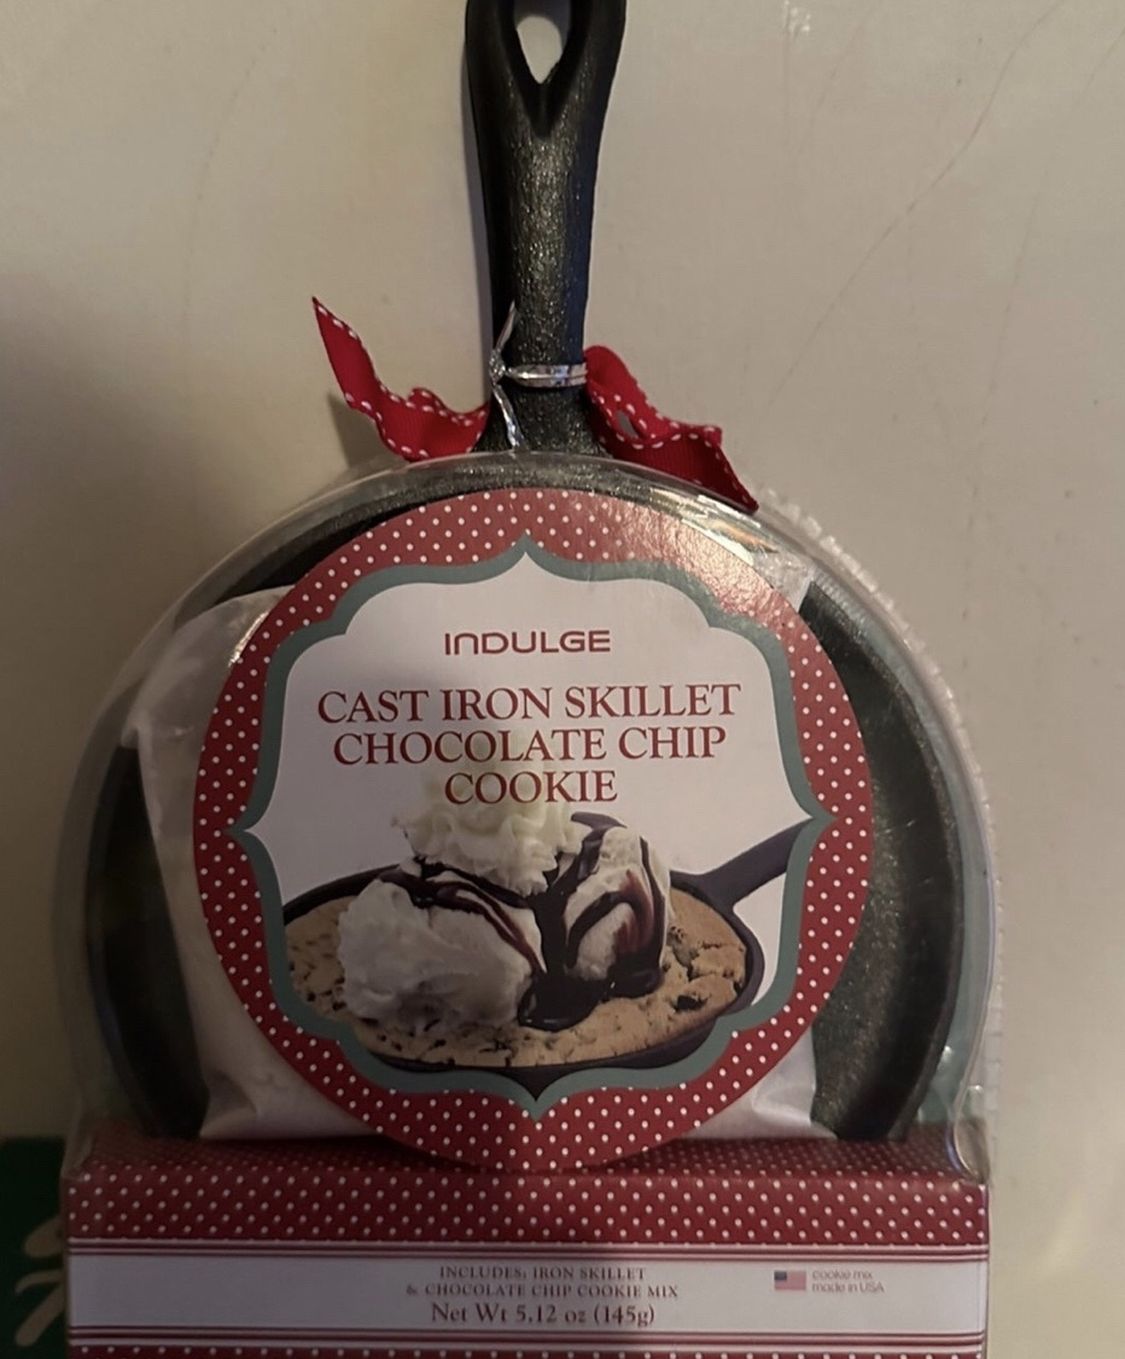 INDULGE
CAST IRON SKILLET
CHOCOLATE CHIP
COOKIE
INCLUDES: IRON SKILLET
& CHOCOLATE CHIP COOKIE MIX
Net Wt 5.12 oz (145g)
cookie mix
made in USA